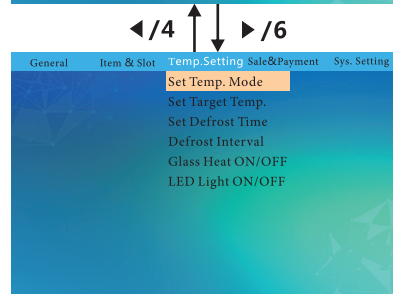 ◀/4 ▶/6
General Item & Slot Temp.Setting Sale&Payment Sys. Setting
Set Temp. Mode
Set Target Temp.
Set Defrost Time
Defrost Interval
Glass Heat ON/OFF
LED Light ON/OFF